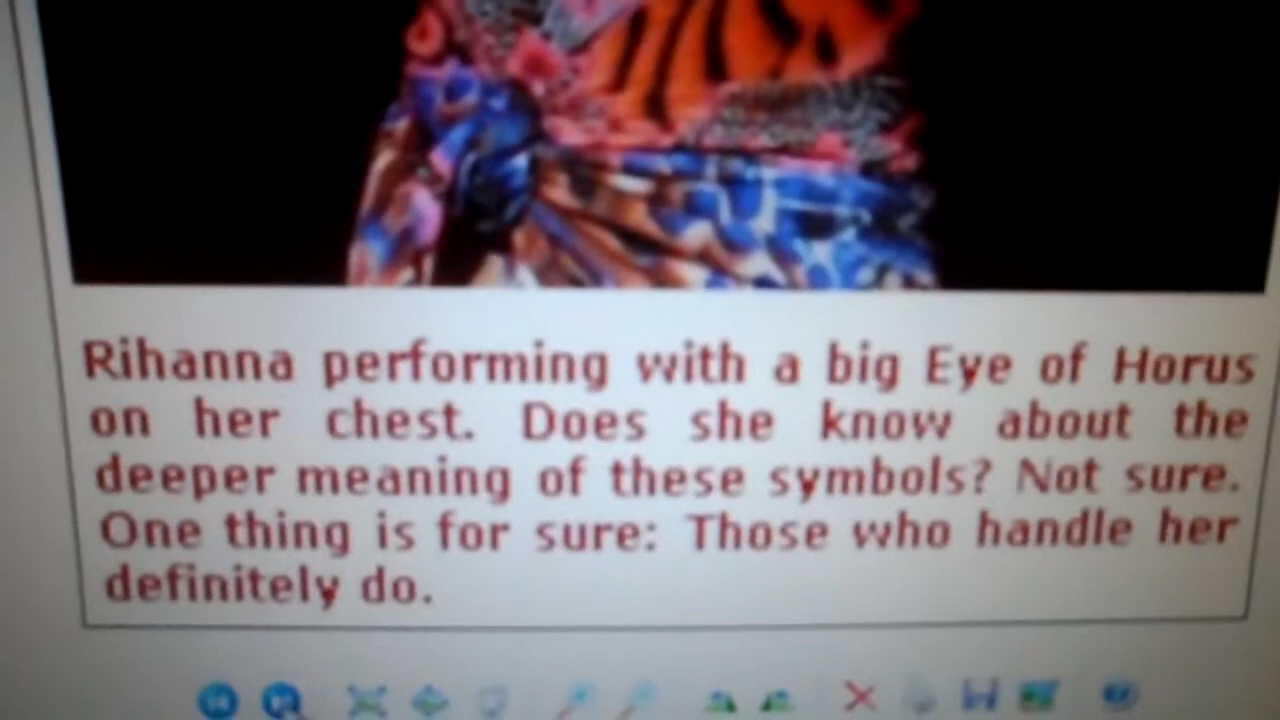 Rihanna performing with a big Eye of Horus
on her chest. Does she know about the
deeper meaning of these symbols? Not sure.
One thing is for sure: Those who handle her
definitely do.